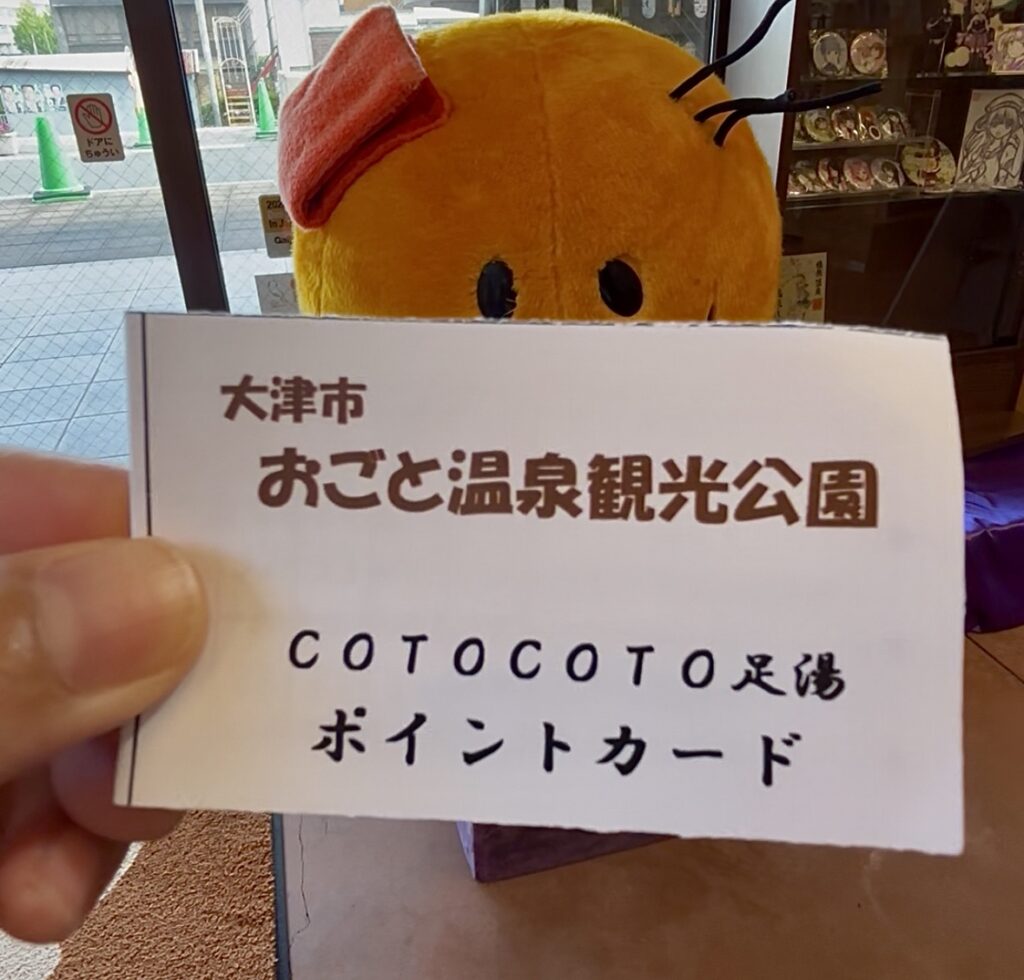 ドアに
ちゅうい
大津市
おごと温泉観光公園
COTOCOTO足湯
ポイントカード